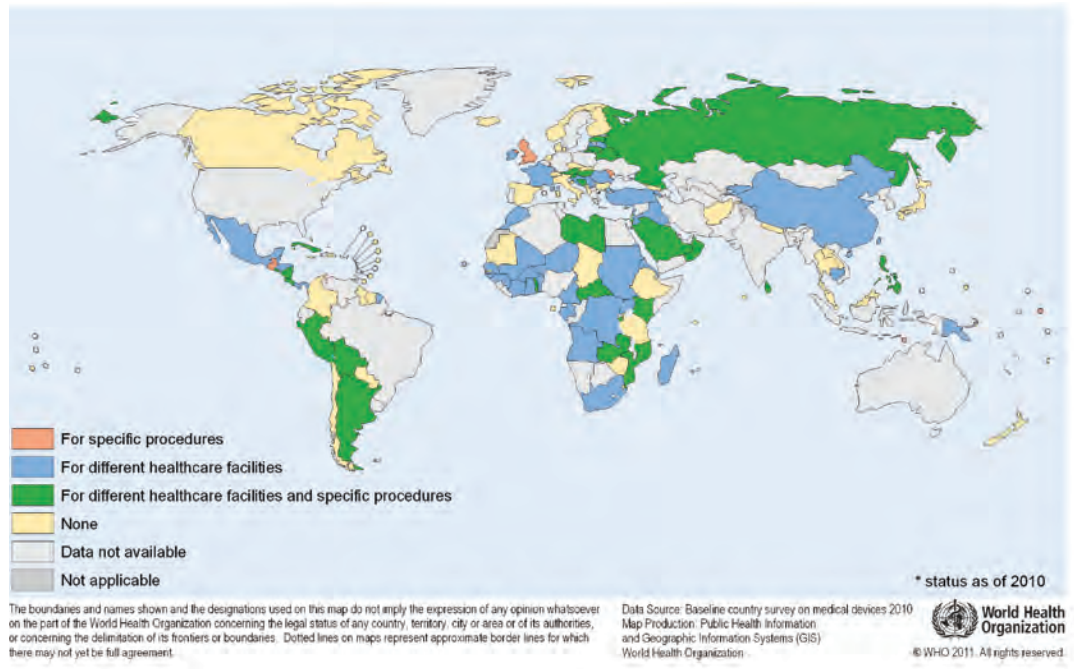 For specific procedures
For different healthcare facilities
For different healthcare facilities and specific procedures
None
Data not available
Not applicable
* status as of 2010
The boundaries and names shown and the designations used on this map do not imply the expression of any opinion whatsoever
on the part of the World Health Organization concerning the legal status of any country, territory, city or area or of its authorities,
or concerning the delimitation of its frontiers or boundaries. Dotted lines on maps represent approximate border lines for which
there may not yet be full agreement.
Data Source: Baseline country survey on medical devices 2010
Map Production: Public Health Information
and Geographic Information Systems (GIS)
World Health Organization
World Health
Organization
© WHO 2011. All rights reserved.